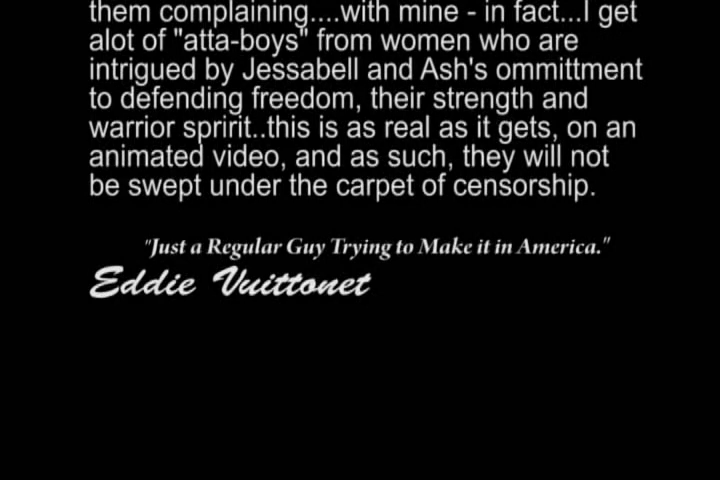 them complaining....with mine - in fact...I get
alot of "atta-boys" from women who are
intrigued by Jessabell and Ash's ommittment
to defending freedom, their strength and
warrior spririt..this is as real as it gets, on an
animated video, and as such, they will not
be swept under the carpet of censorship.
"Just a Regular Guy Trying to Make it in America."
Eddie Vuittonet